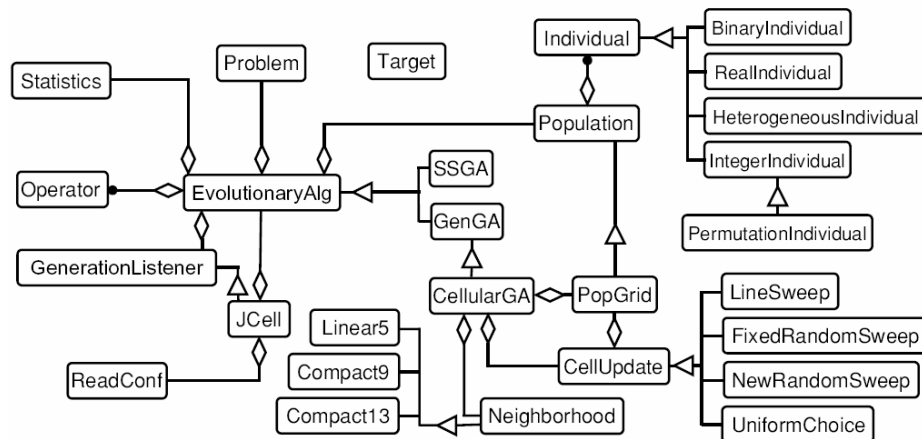 Individual
BinaryIndividual
Problem
Target
Statistics
RealIndividual
Population
HeterogeneousIndividual
SSGA
IntegerIndividual
Operator
EvolutionaryAlg
GenGA
PermutationIndividual
GenerationListener
CellularGA
PopGrid
LineSweep
JCell
Linear5
FixedRandomSweep
ReadConf
Compact9
CellUpdate
NewRandomSweep
Compact13
Neighborhood
UniformChoice